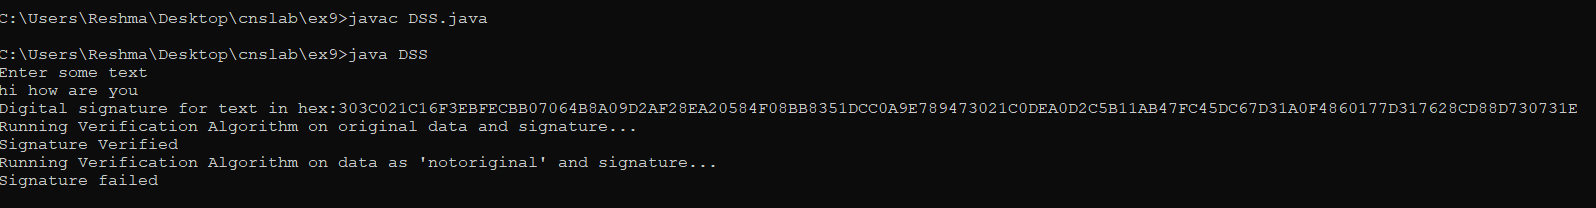 C:\Users\Reshma\Desktop\cnslab\ex9>javac DSS.java
C:\Users\Reshma\Desktop\cnslab\ex9>java DSS
Enter some text
hi how are you
Digital signature for text in hex:303C021C16F3EBFECBB07064B8A09D2AF28EA20584F08BB8351DCC0A9E789473021C0DEA0D2C5B11AB47FC45DC67D31A0F4860177D317628CD88D730731E
Running Verification Algorithm on original data and signature...
Signature Verified
Running Verification Algorithm on data as 'notoriginal' and signature...
Signature failed